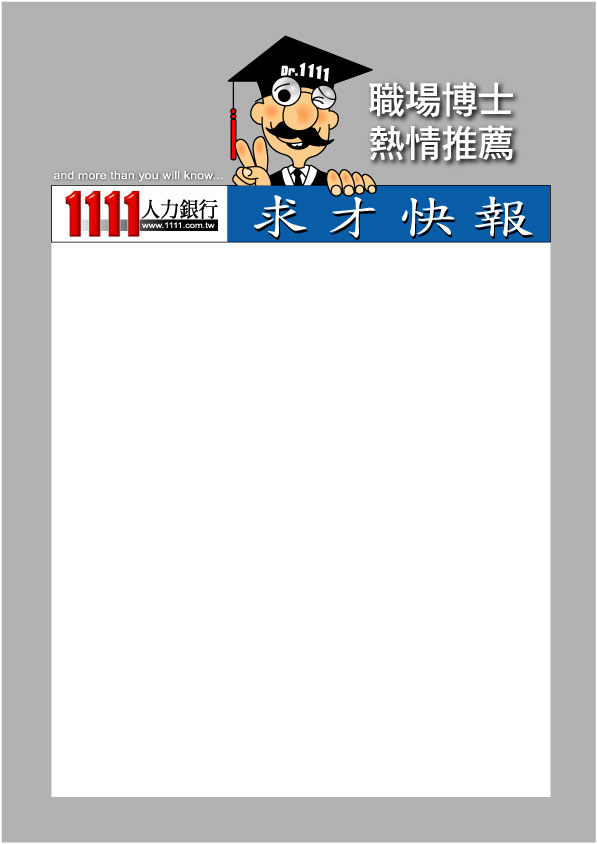 Dr.1111
職場博士
熱情推薦
and more than you will know...
1111人力銀行
www.1111.com.tw
求才快報